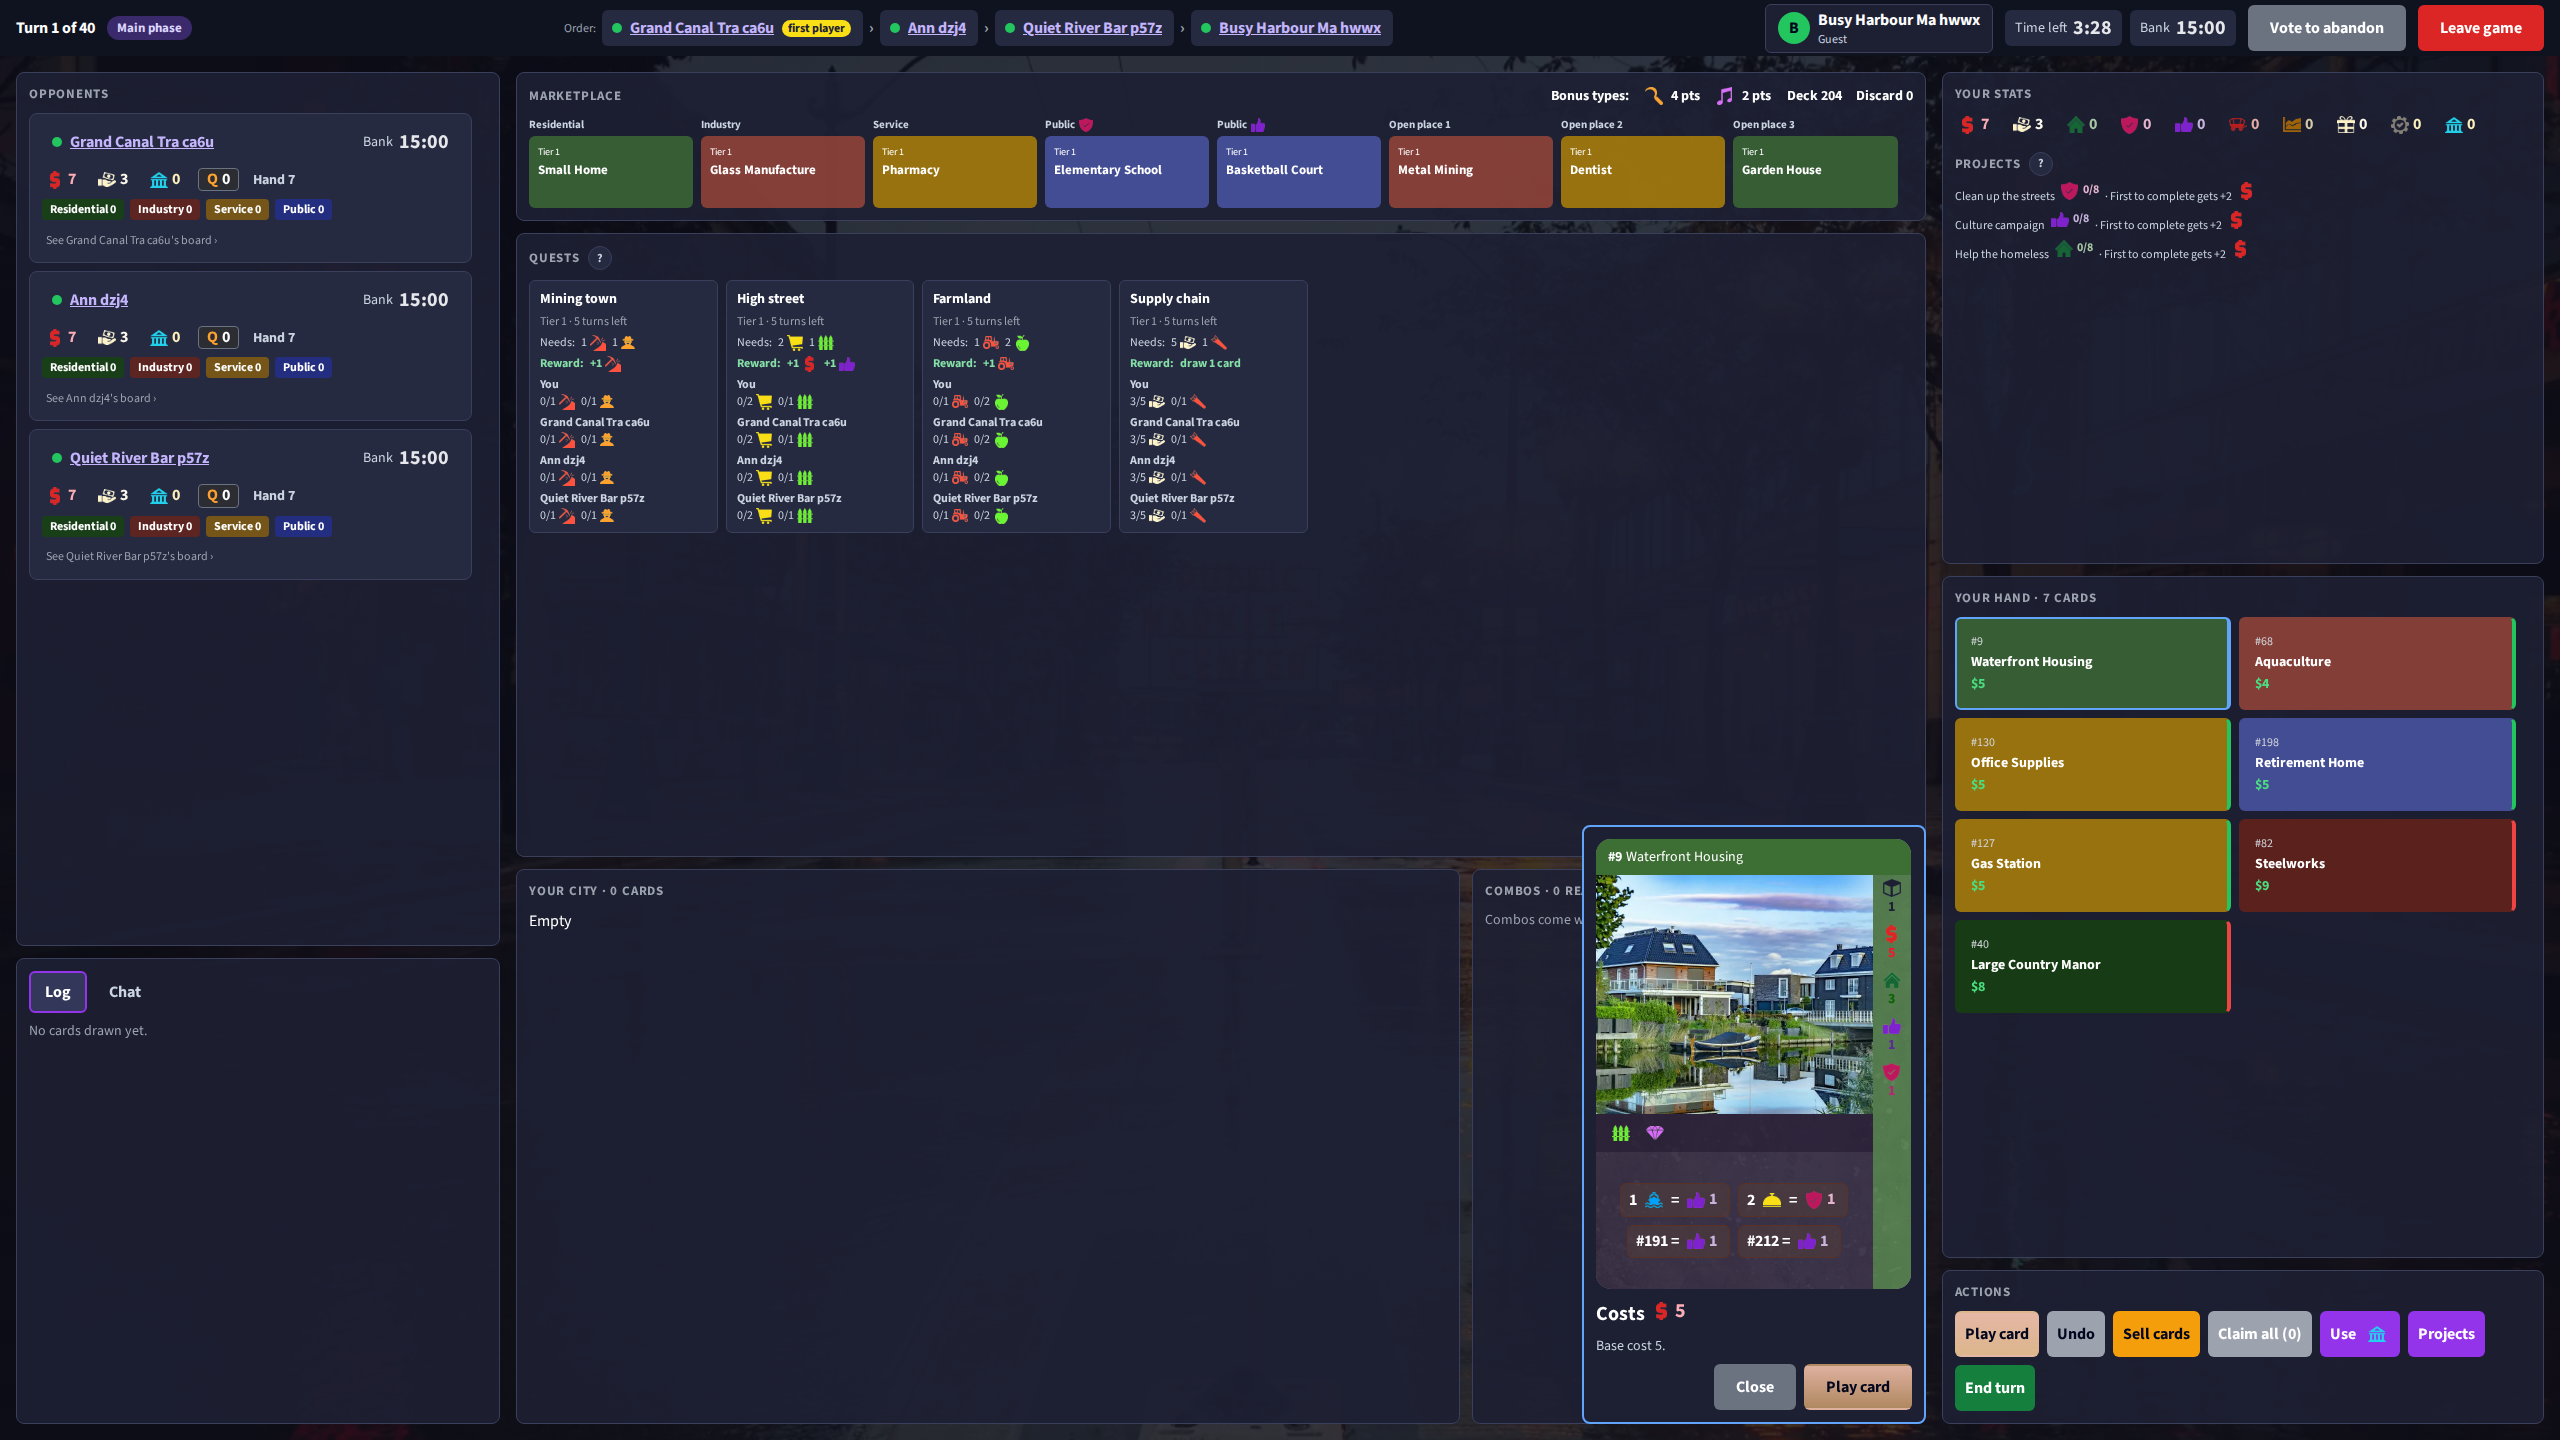 Turn 1 of 40 Main phase
Order: Grand Canal Tra ca6u first player › Ann dzj4 › Quiet River Bar p57z › Busy Harbour Ma hwwx
B Busy Harbour Ma hwwx
Guest
Time left 3:28
Bank 15:00
Vote to abandon
Leave game
OPPONENTS
Grand Canal Tra ca6u Bank 15:00
7 3 0 Q 0 Hand 7
Residential 0 Industry 0 Service 0 Public 0
See Grand Canal Tra ca6u's board ›
Ann dzj4 Bank 15:00
7 3 0 Q 0 Hand 7
Residential 0 Industry 0 Service 0 Public 0
See Ann dzj4's board ›
Quiet River Bar p57z Bank 15:00
7 3 0 Q 0 Hand 7
Residential 0 Industry 0 Service 0 Public 0
See Quiet River Bar p57z's board ›
Log Chat
No cards drawn yet.
MARKETPLACE
Bonus types: 4 pts 2 pts Deck 204 Discard 0
Residential
Tier 1
Small Home
Industry
Tier 1
Glass Manufacture
Service
Tier 1
Pharmacy
Public
Tier 1
Elementary School
Public
Tier 1
Basketball Court
Open place 1
Tier 1
Metal Mining
Open place 2
Tier 1
Dentist
Open place 3
Tier 1
Garden House
QUESTS ?
Mining town
Tier 1 · 5 turns left
Needs: 1 1
Reward: +1
You
0/1 0/1
Grand Canal Tra ca6u
0/1 0/1
Ann dzj4
0/1 0/1
Quiet River Bar p57z
0/1 0/1
High street
Tier 1 · 5 turns left
Needs: 2 1
Reward: +1 $ +1
You
0/2 0/1
Grand Canal Tra ca6u
0/2 0/1
Ann dzj4
0/2 0/1
Quiet River Bar p57z
0/2 0/1
Farmland
Tier 1 · 5 turns left
Needs: 1 2
Reward: +1
You
0/1 0/2
Grand Canal Tra ca6u
0/1 0/2
Ann dzj4
0/1 0/2
Quiet River Bar p57z
0/1 0/2
Supply chain
Tier 1 · 5 turns left
Needs: 5 1
Reward: draw 1 card
You
3/5 0/1
Grand Canal Tra ca6u
3/5 0/1
Ann dzj4
3/5 0/1
Quiet River Bar p57z
3/5 0/1
YOUR CITY · 0 CARDS
Empty
COMBOS · 0 RE
Combos come w
#9 Waterfront Housing
1
5
3
1
1
1 = 1
2 = 1
#191 = 1
#212 = 1
Costs $ 5
Base cost 5.
Close
Play card
YOUR STATS
$ 7 3 0 0 0 0 0 0 0 0
PROJECTS ?
Clean up the streets 0/8 · First to complete gets +2 $
Culture campaign 0/8 · First to complete gets +2 $
Help the homeless 0/8 · First to complete gets +2 $
YOUR HAND · 7 CARDS
#9
Waterfront Housing
$5
#68
Aquaculture
$4
#130
Office Supplies
$5
#198
Retirement Home
$5
#127
Gas Station
$5
#82
Steelworks
$9
#40
Large Country Manor
$8
ACTIONS
Play card
Undo
Sell cards
Claim all (0)
Use
Projects
End turn